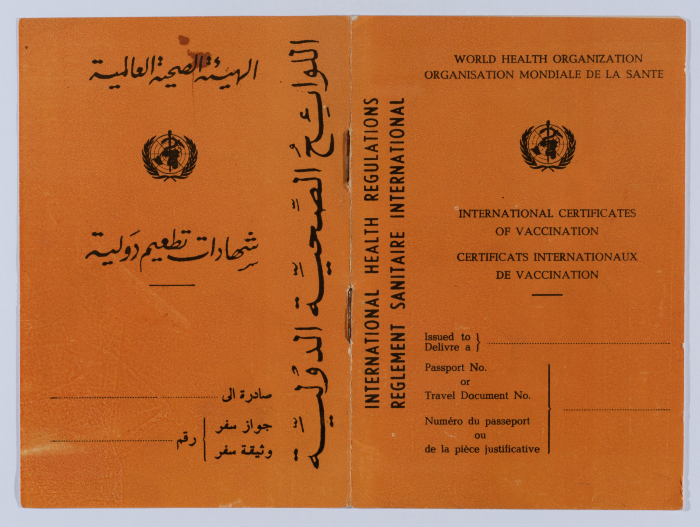 الهيئة الصحية العالمية
شهادات تطعيم دولية
صادرة الى
جواز سفر
رقم
وثيقة سفر
اللوائح الصحية الدولية
INTERNATIONAL HEALTH REGULATIONS
REGLEMENT SANITAIRE INTERNATIONAL
WORLD HEALTH ORGANIZATION
ORGANISATION MONDIALE DE LA SANTE
INTERNATIONAL CERTIFICATES
OF VACCINATION
CERTIFICATS INTERNATIONAUX
DE VACCINATION
Issued to
Delivre a
Passport No.
or
Travel Document No.
Numéro du passeport
ou
de la pièce justificative